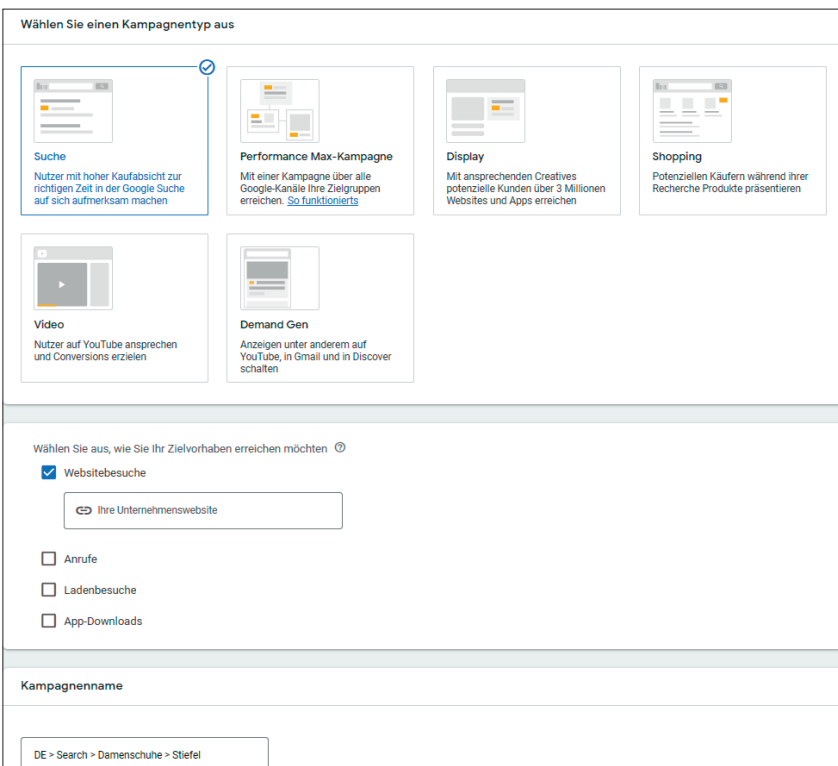 Wählen Sie einen Kampagnentyp aus
Suche
Nutzer mit hoher Kaufabsicht zur
richtigen Zeit in der Google Suche
auf sich aufmerksam machen
Performance Max-Kampagne
Mit einer Kampagne über alle
Google-Kanäle Ihre Zielgruppen
erreichen. So funktionierts
Display
Mit ansprechenden Creatives
potenzielle Kunden über 3 Millionen
Websites und Apps erreichen
Shopping
Potenziellen Käufern während ihrer
Recherche Produkte präsentieren
Video
Nutzer auf YouTube ansprechen
und Conversions erzielen
Demand Gen
Anzeigen unter anderem auf
YouTube, in Gmail und in Discover
schalten
Wählen Sie aus, wie Sie Ihr Zielvorhaben erreichen möchten
Websitebesuche
Ihre Unternehmenswebsite
Anrufe
Ladenbesuche
App-Downloads
Kampagnenname
DE > Search > Damenschuhe > Stiefel